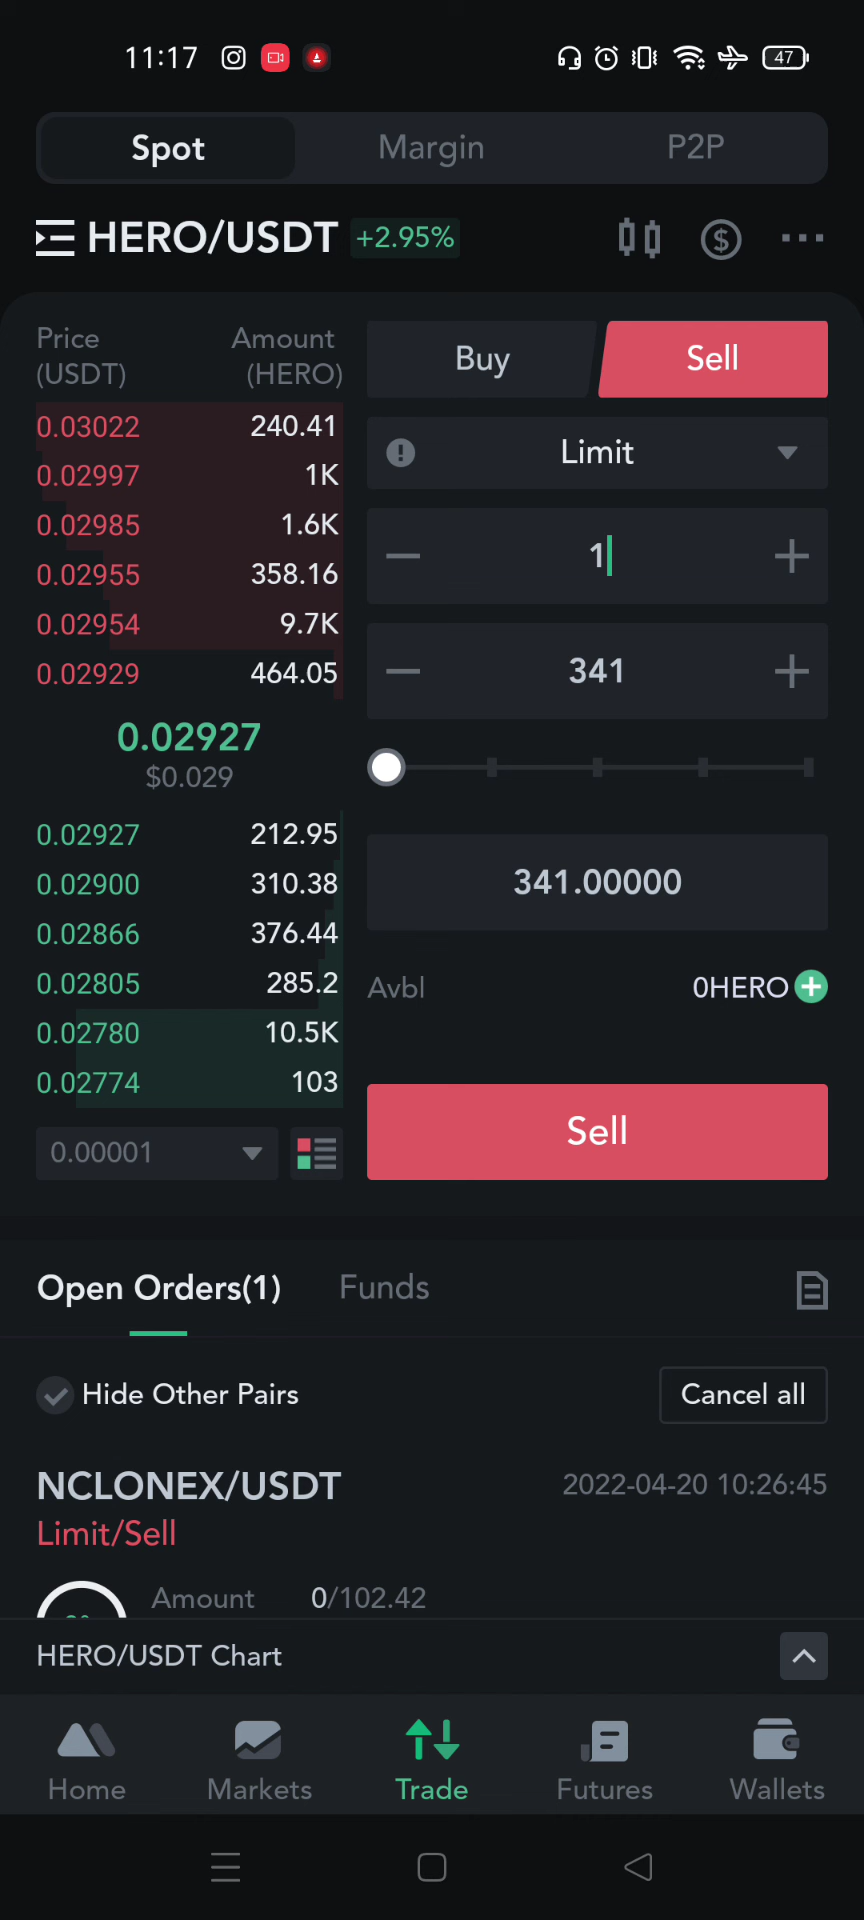 11:17
47
Spot Margin P2P
HERO/USDT +2.95%
Price Amount
(USDT) (HERO)
0.03022 240.41
0.02997 1K
0.02985 1.6K
0.02955 358.16
0.02954 9.7K
0.02929 464.05
0.02927
$0.029
0.02927 212.95
0.02900 310.38
0.02866 376.44
0.02805 285.2
0.02780 10.5K
0.02774 103
0.00001
Buy Sell
Limit
1
341
341.00000
Avbl 0HERO
Sell
Open Orders(1) Funds
Hide Other Pairs Cancel all
NCLONEX/USDT 2022-04-20 10:26:45
Limit/Sell
Amount 0/102.42
HERO/USDT Chart
Home Markets Trade Futures Wallets